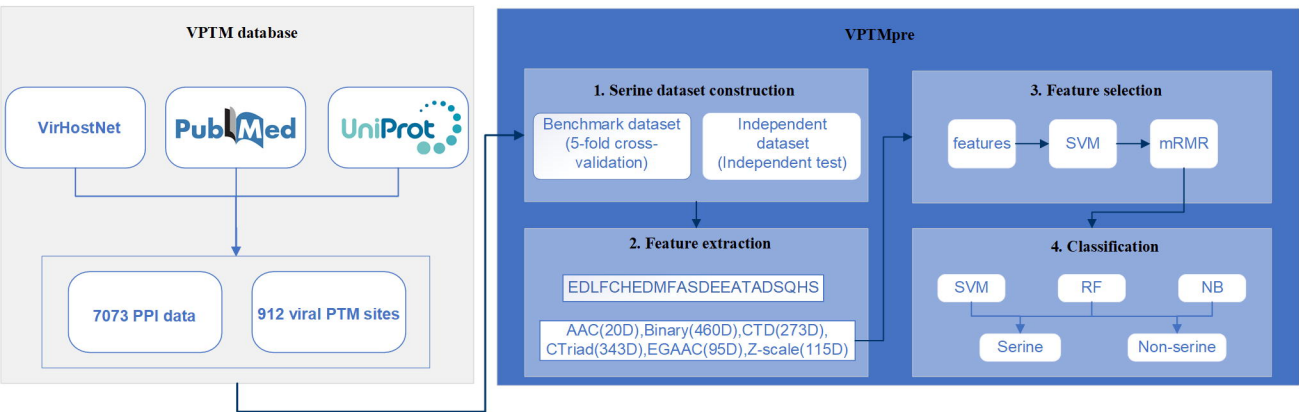 VPTM database
VirHostNet
PubMed
UniProt
7073 PPI data
912 viral PTM sites
VPTMpre
1. Serine dataset construction
Benchmark dataset
(5-fold cross-
validation)
Independent
dataset
(Independent test)
2. Feature extraction
EDLFCHEDMFASDEEATADSQHS
AAC(20D),Binary(460D),CTD(273D),
CTriad(343D),EGAAC(95D),Z-scale(115D)
3. Feature selection
features
SVM
mRMR
4. Classification
SVM
RF
NB
Serine
Non-serine